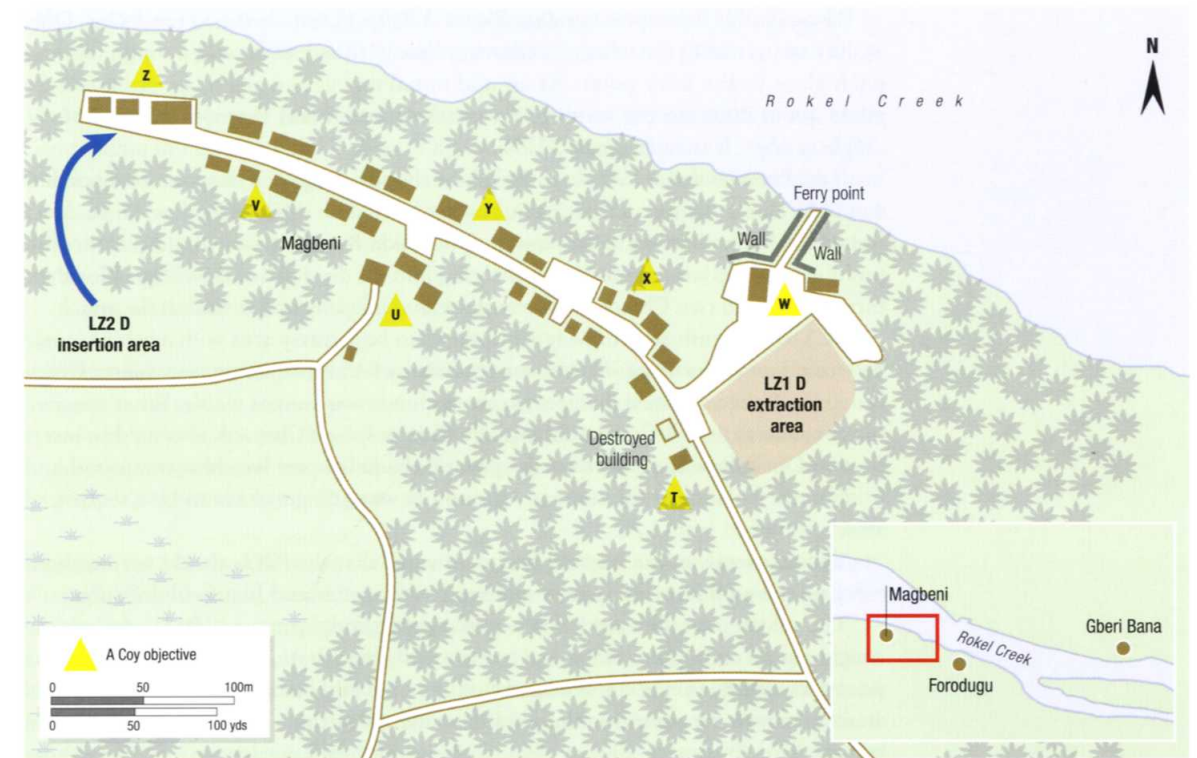 N
Rokel Creek
Z
Ferry point
V
Y
Wall
Wall
Magbeni
X
W
U
LZ2 D
insertion area
LZ1 D
extraction
area
Destroyed
building
T
A Coy objective
0 50 100m
0 50 100 yds
Magbeni
Rokel Creek
Gberi Bana
Forodugu